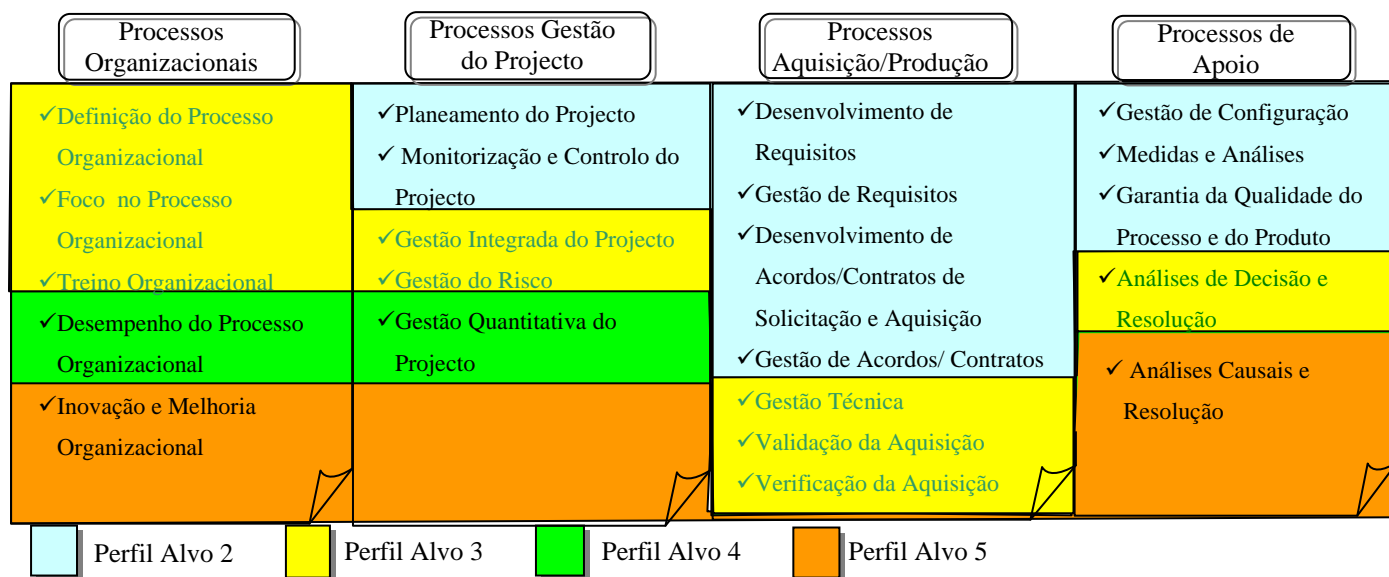 Processos
Organizacionais
✓Definição do Processo
Organizacional
✓Foco no Processo
Organizacional
✓Treino Organizacional
✓Desempenho do Processo
Organizacional
✓Inovação e Melhoria
Organizacional
Processos Gestão
do Projecto
✓Planeamento do Projecto
✓ Monitorização e Controlo do
Projecto
✓Gestão Integrada do Projecto
✓Gestão do Risco
✓Gestão Quantitativa do
Projecto
Processos
Aquisição/Produção
✓Desenvolvimento de
Requisitos
✓Gestão de Requisitos
✓Desenvolvimento de
Acordos/Contratos de
Solicitação e Aquisição
✓Gestão de Acordos/ Contratos
✓Gestão Técnica
✓Validação da Aquisição
✓Verificação da Aquisição
Processos de
Apoio
✓Gestão de Configuração
✓Medidas e Análises
✓Garantia da Qualidade do
Processo e do Produto
✓Análises de Decisão e
Resolução
✓ Análises Causais e
Resolução
Perfil Alvo 2
Perfil Alvo 3
Perfil Alvo 4
Perfil Alvo 5